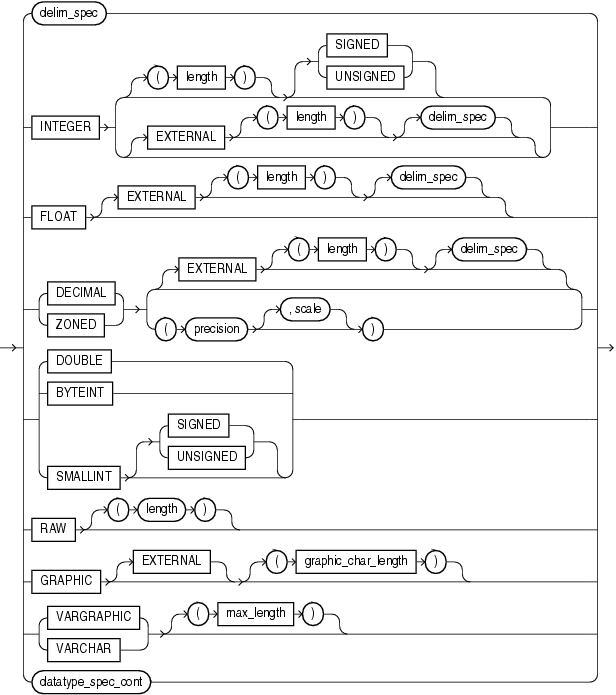 delim_spec
SIGNED
( length ) UNSIGNED
INTEGER EXTERNAL ( length ) delim_spec
FLOAT EXTERNAL ( length ) delim_spec
EXTERNAL ( length ) delim_spec
DECIMAL
ZONED ( precision , scale )
DOUBLE
BYTEINT
SIGNED
UNSIGNED
SMALLINT
RAW ( length )
GRAPHIC EXTERNAL ( graphic_char_length )
VARGRAPHIC
VARCHAR ( max_length )
datatype_spec_cont